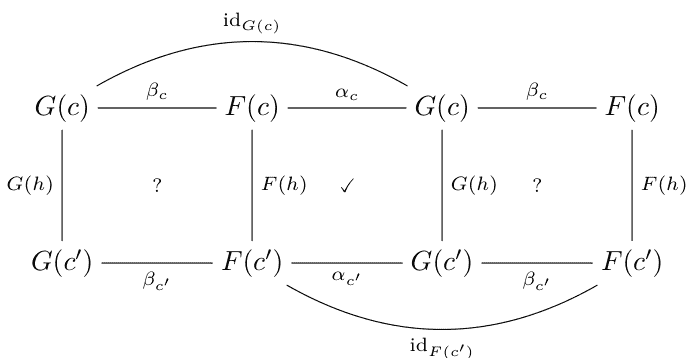 id_{G(c)}
β_c α_c β_c
G(c) F(c) G(c) F(c)
G(h) ? F(h) ✓ G(h) ? F(h)
G(c′) F(c′) G(c′) F(c′)
β_{c′} α_{c′} β_{c′}
id_{F(c′)}